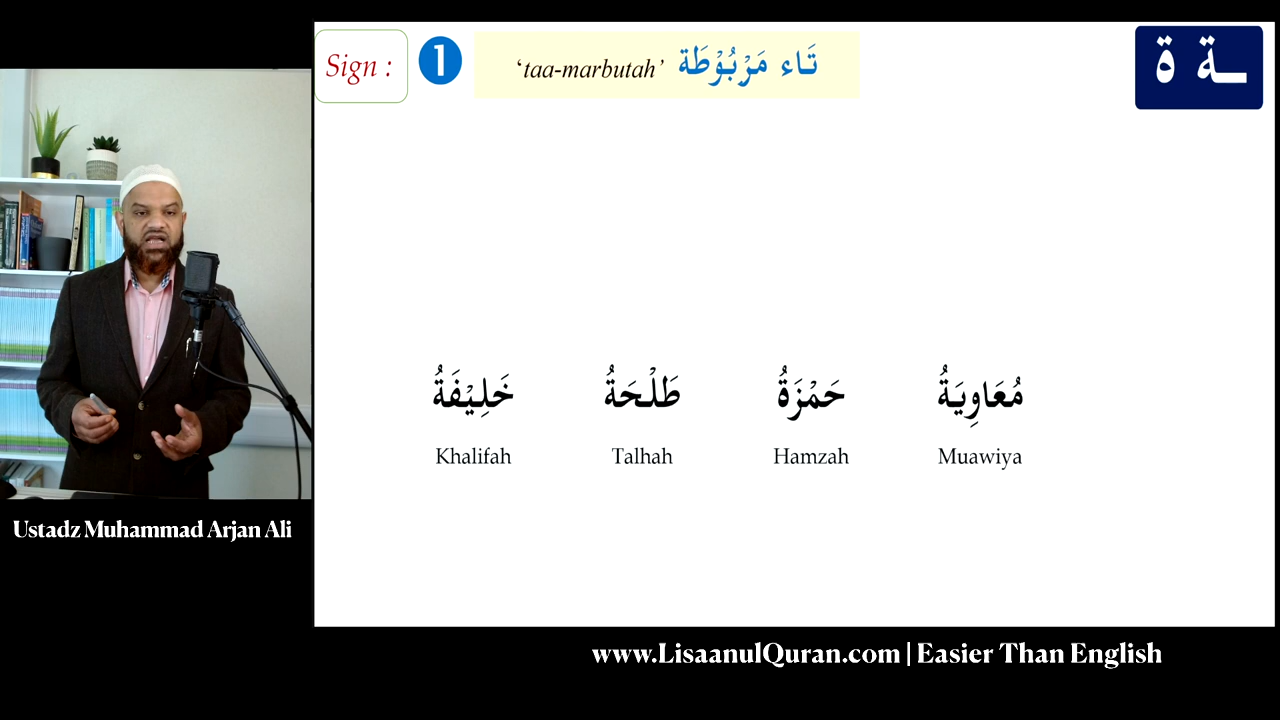 Sign :
1
‘taa-marbutah’ تَاء مَرْبُوْطَة
ـة ة
مُعَاوِيَةُ حَمْزَةُ طَلْحَةُ خَلِيْفَةُ
Khalifah Talhah Hamzah Muawiya
Ustadz Muhammad Arjan Ali
www.LisaanulQuran.com | Easier Than English